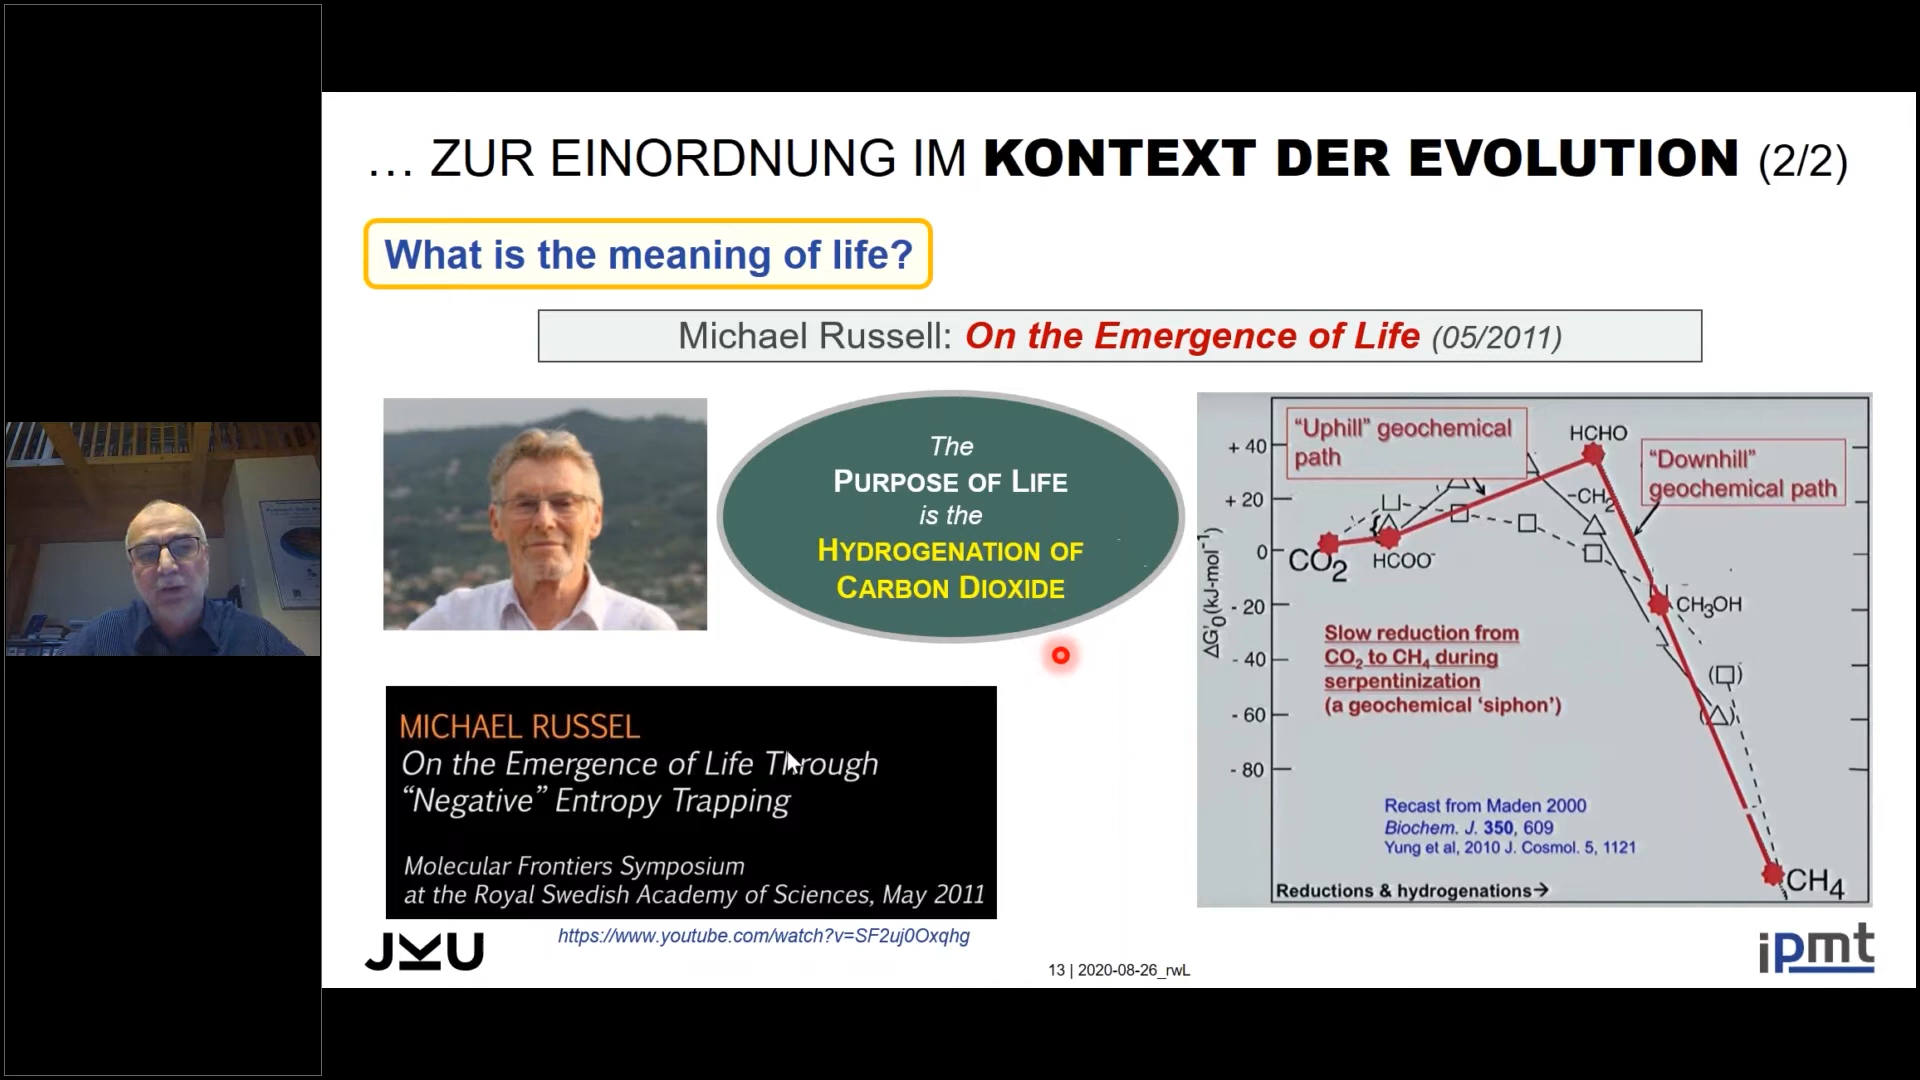 … ZUR EINORDNUNG IM KONTEXT DER EVOLUTION (2/2)
What is the meaning of life?
Michael Russell: On the Emergence of Life (05/2011)
The
PURPOSE OF LIFE
is the
HYDROGENATION OF
CARBON DIOXIDE
MICHAEL RUSSEL
On the Emergence of Life Through
“Negative” Entropy Trapping
Molecular Frontiers Symposium
at the Royal Swedish Academy of Sciences, May 2011
https://www.youtube.com/watch?v=SF2uj0Oxqhg
“Uphill” geochemical
path
HCHO
“Downhill”
geochemical path
+ 40
+ 20
0
- 20
- 40
- 60
- 80
ΔG'0(kJ-mol-1)
-CH2
CO2
HCOO-
CH3OH
Slow reduction from
CO2 to CH4 during
serpentinization
(a geochemical ‘siphon’)
Recast from Maden 2000
Biochem. J. 350, 609
Yung et al, 2010 J. Cosmol. 5, 1121
Reductions & hydrogenations→
CH4
JKU
13 | 2020-08-26_rwL
ipmt